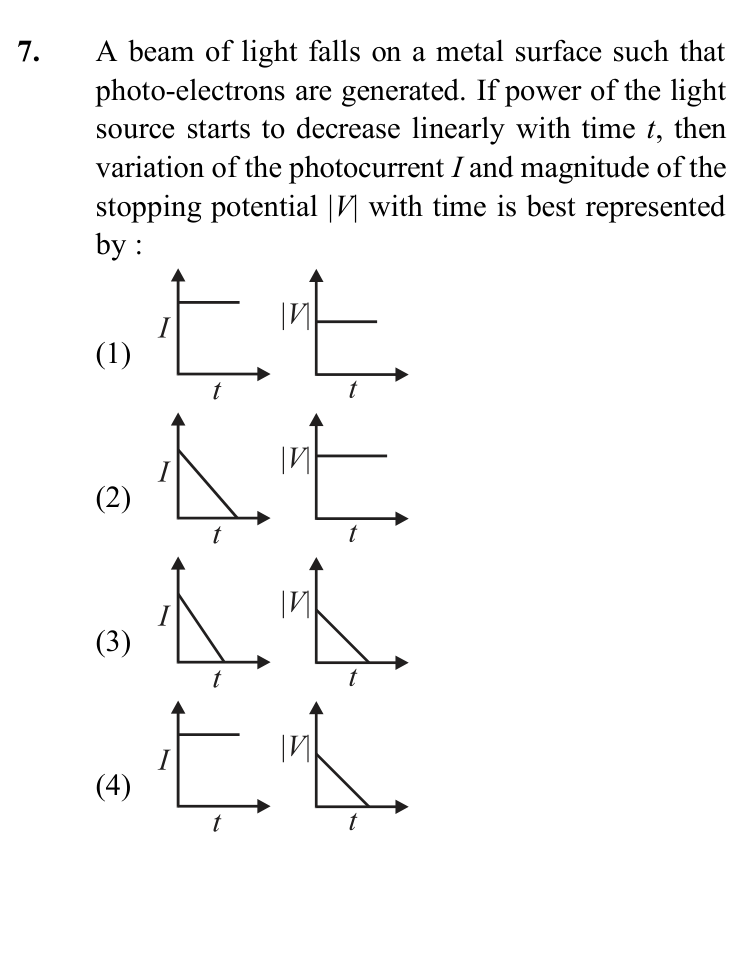 7. A beam of light falls on a metal surface such that
photo-electrons are generated. If power of the light
source starts to decrease linearly with time t, then
variation of the photocurrent I and magnitude of the
stopping potential |V| with time is best represented
by :
(1) I t |V| t
(2) I t |V| t
(3) I t |V| t
(4) I t |V| t